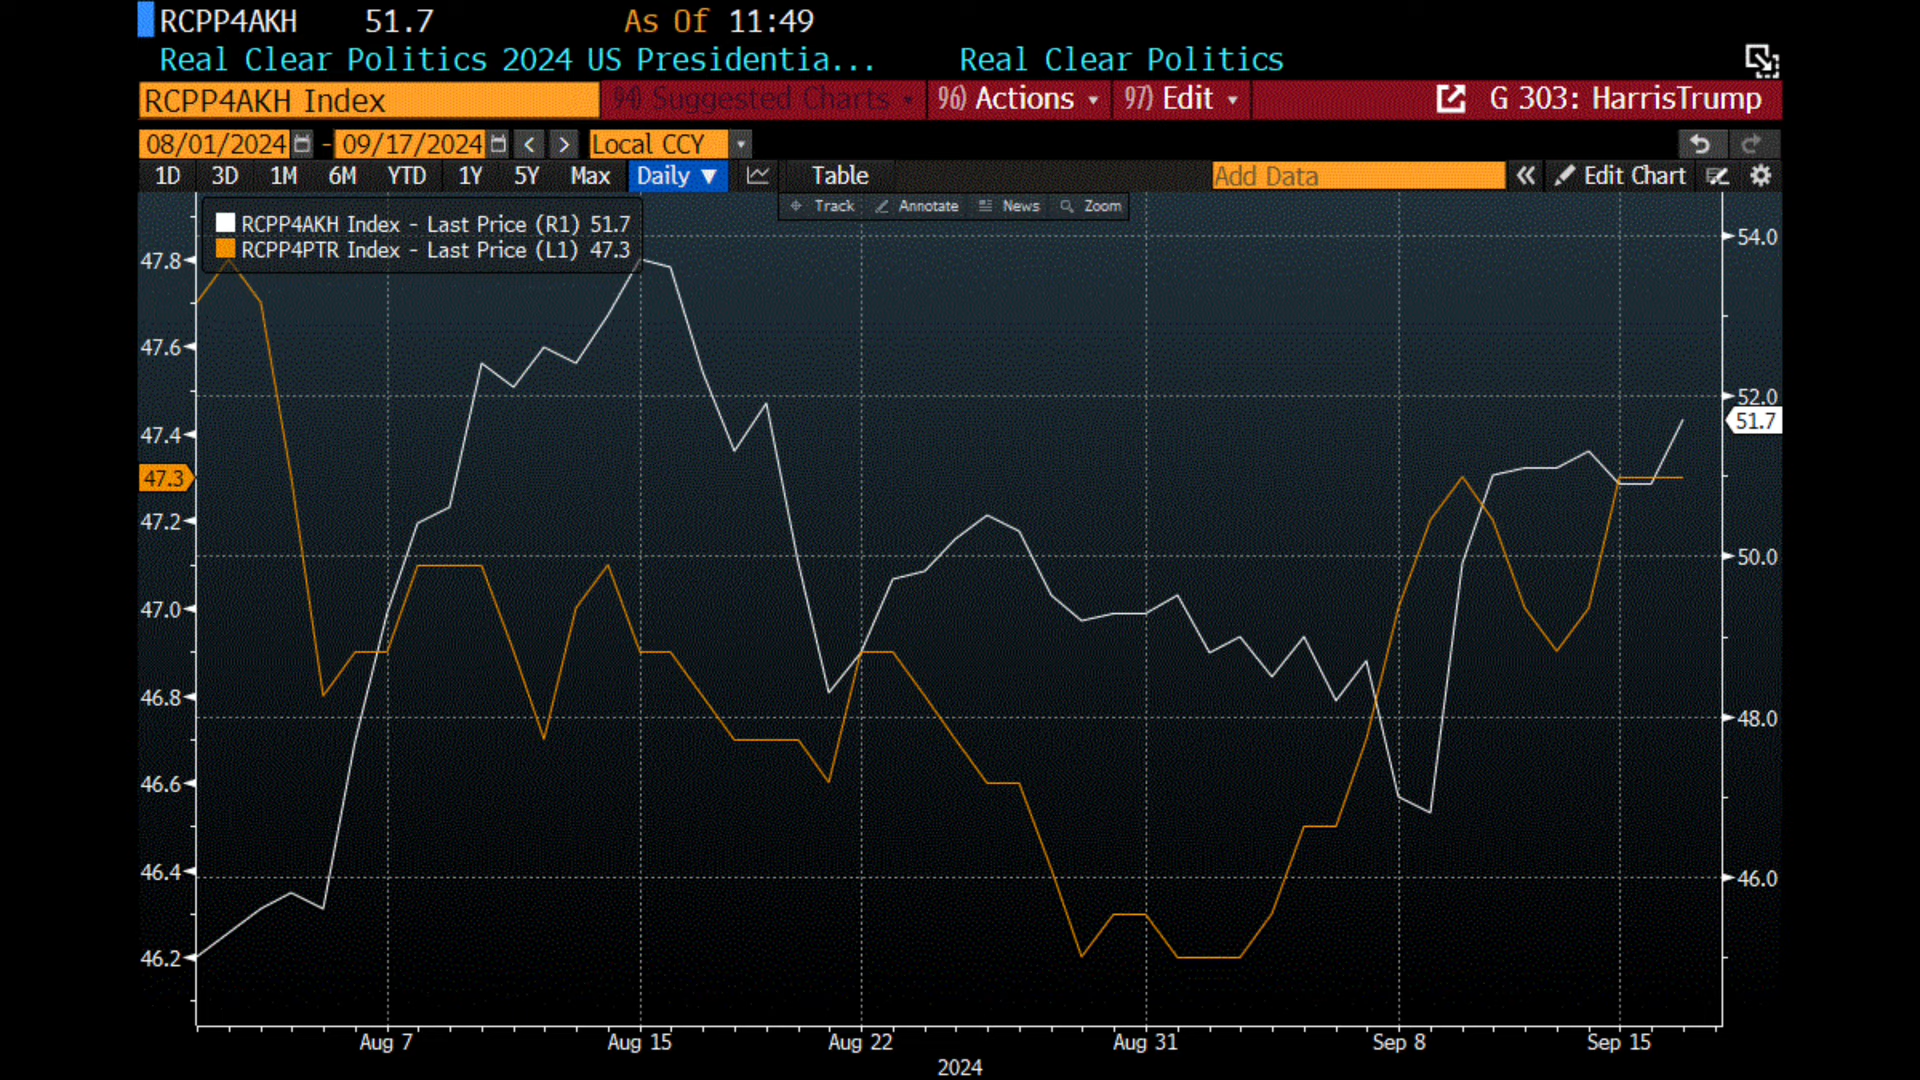 RCPP4AKH 51.7 As Of 11:49
Real Clear Politics 2024 US Presidentia... Real Clear Politics
RCPP4AKH Index 94) Suggested Charts 96) Actions 97) Edit G 303: HarrisTrump
08/01/2024 - 09/17/2024 < > Local CCY
1D 3D 1M 6M YTD 1Y 5Y Max Daily ▼ Table Add Data « Edit Chart
Track Annotate News Zoom
RCPP4AKH Index - Last Price (R1) 51.7
RCPP4PTR Index - Last Price (L1) 47.3
54.0
47.8
47.6
52.0
51.7
47.4
47.3
47.2
50.0
47.0
46.8
48.0
46.6
46.4
46.0
46.2
Aug 7 Aug 15 Aug 22 Aug 31 Sep 8 Sep 15
2024